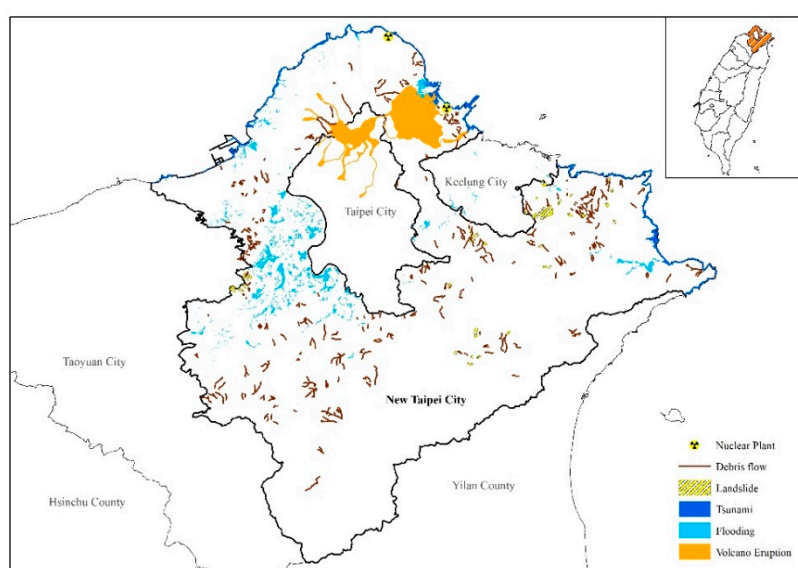 Keelung City
Taipei City
Taoyuan City
New Taipei City
Hsinchu County
Yilan County
Nuclear Plant
Debris flow
Landslide
Tsunami
Flooding
Volcano Eruption